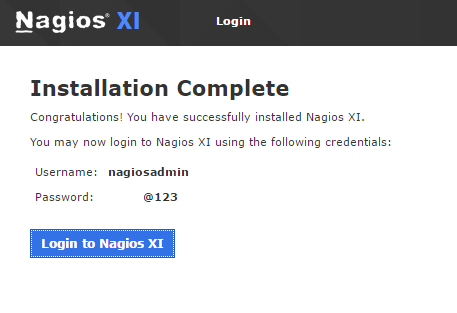 Nagios® XI Login
Installation Complete
Congratulations! You have successfully installed Nagios XI.
You may now login to Nagios XI using the following credentials:
Username: nagiosadmin
Password: @123
Login to Nagios XI